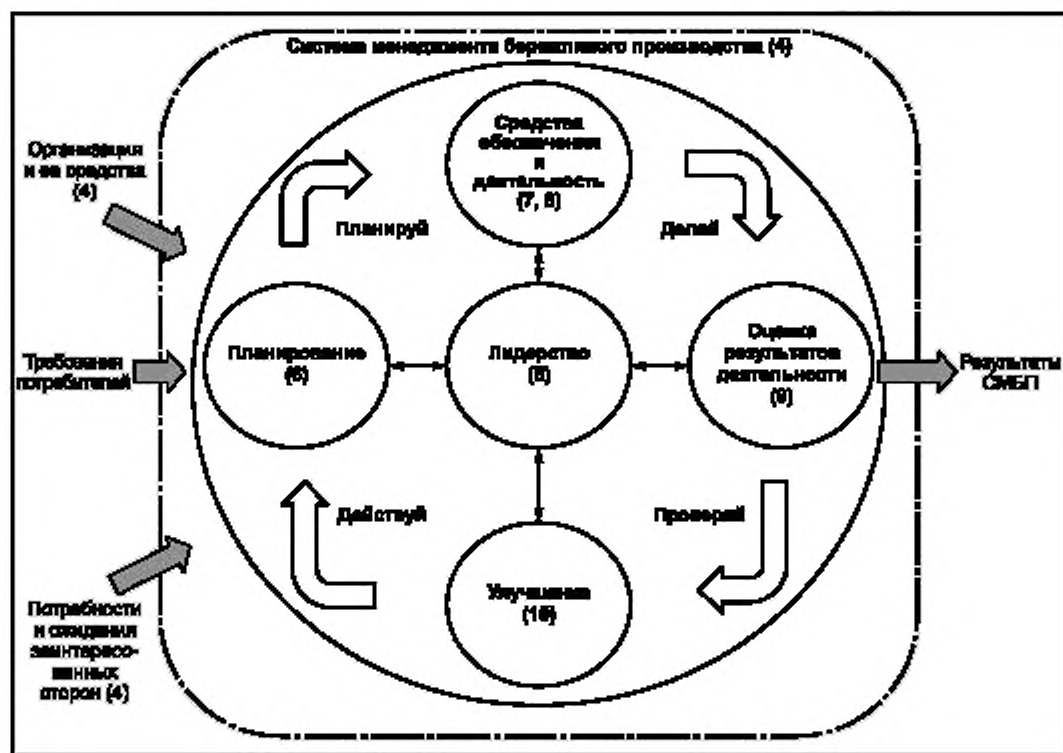 Система менеджмента бережливого производства (4)
Средства
обеспечения
и
деятельность
(7, 8)
Организация
и ее средства
(4)
Планируй
Делай
Планирование
(6)
Лидерство
(5)
Оценка
результатов
деятельности
(9)
Требования
потребителей
Результаты
СМБП
Действуй
Проверяй
Улучшение
(10)
Потребности
и ожидания
заинтересо-
ванных
сторон (4)